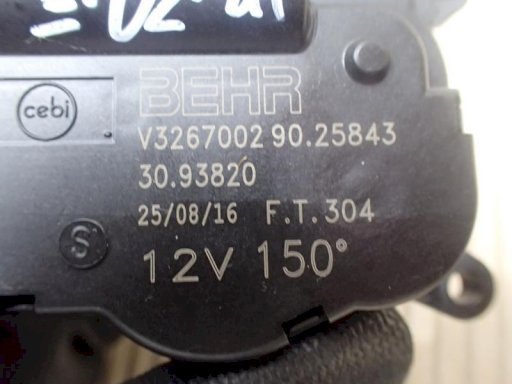 BEHR
cebi
V3267002 90.25843
30.93820
25/08/16 F.T.304
S
12V 150°